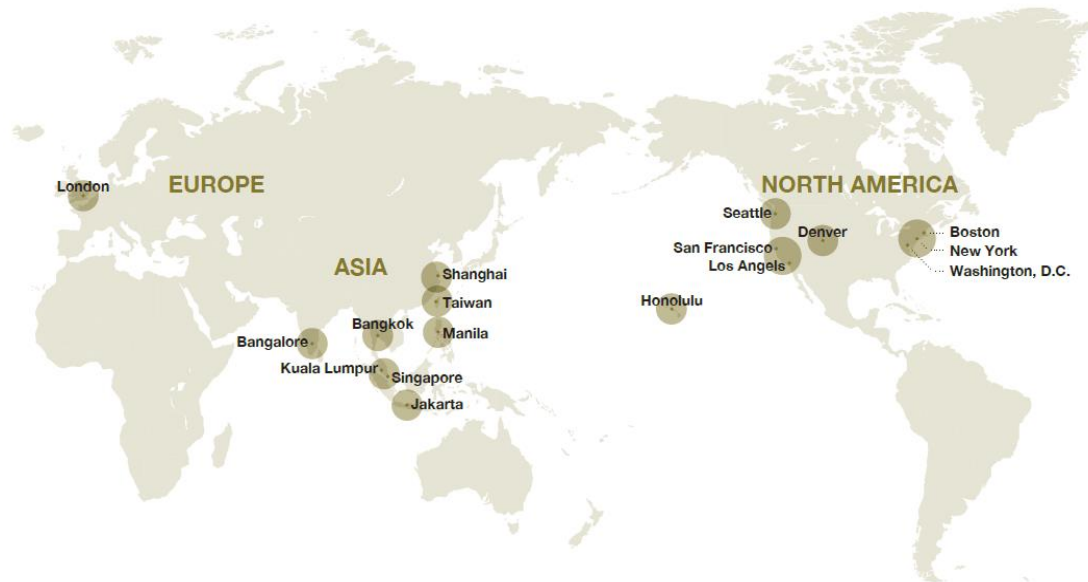 London
EUROPE
NORTH AMERICA
Seattle
Denver
Boston
San Francisco
New York
Los Angels
Washington, D.C.
ASIA
Shanghai
Taiwan
Honolulu
Bangkok
Manila
Bangalore
Kuala Lumpur
Singapore
Jakarta